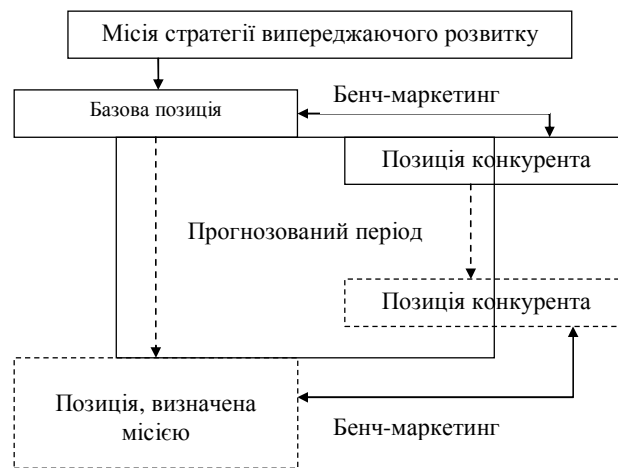 Місія стратегії випереджаючого розвитку
Бенч-маркетинг
Базова позиція
Позиція конкурента
Прогнозований період
Позиція конкурента
Позиція, визначена
місією
Бенч-маркетинг